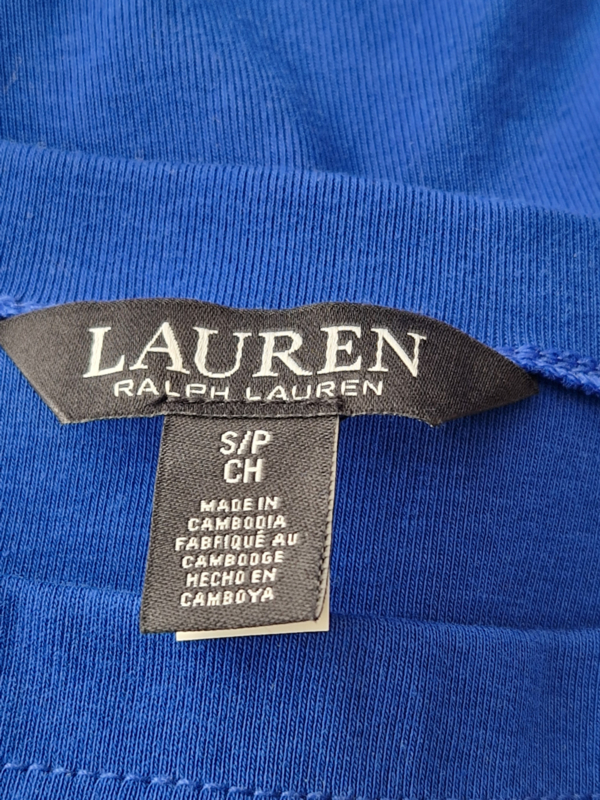 LAUREN
RALPH LAUREN
S/P
CH
MADE IN
CAMBODIA
FABRIQUÉ AU
CAMBODGE
HECHO EN
CAMBOYA